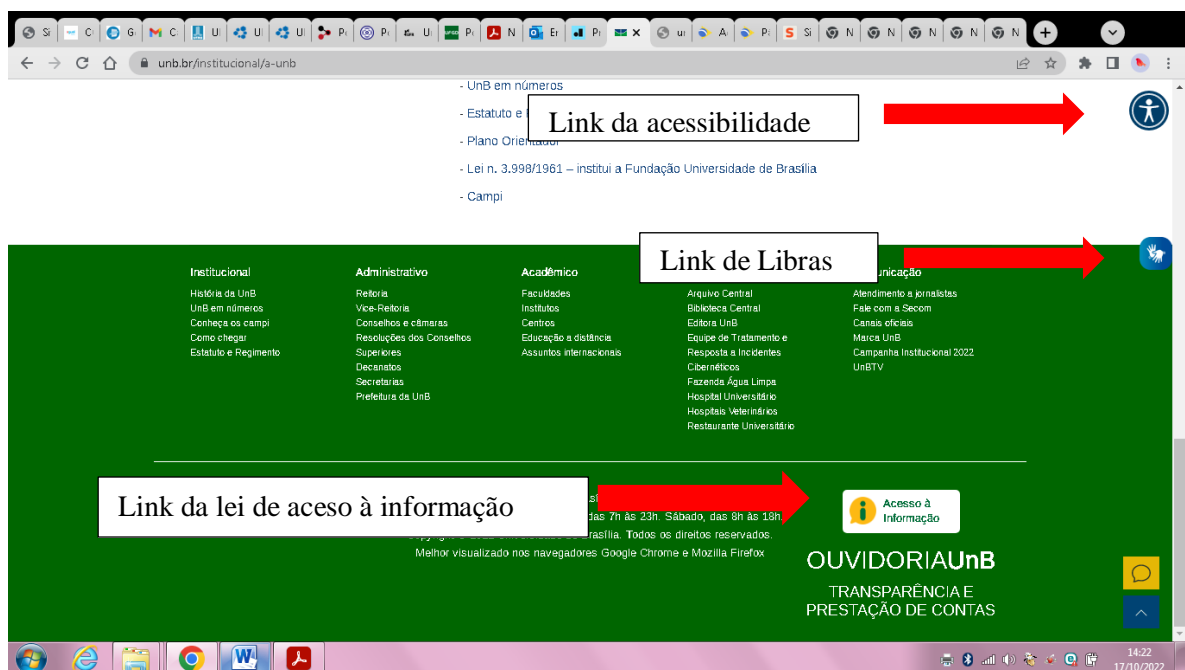 Si C G M C U U U P P U P N Er P ur A P Si N N N N N
unb.br/institucional/a-unb
- UnB em números
- Estatuto e
Link da acessibilidade
- Plano Orientador
- Lei n. 3.998/1961 – institui a Fundação Universidade de Brasília
- Campi
Link de Libras
Institucional
História da UnB
UnB em números
Conheça os campi
Como chegar
Estatuto e Regimento
Administrativo
Reitoria
Vice-Reitoria
Conselhos e câmaras
Resoluções dos Conselhos
Superiores
Decanatos
Secretarias
Prefeitura da UnB
Acadêmico
Faculdades
Institutos
Centros
Educação a distância
Assuntos internacionais
Arquivo Central
Biblioteca Central
Editora UnB
Equipe de Tratamento e
Resposta a Incidentes
Cibernéticos
Fazenda Água Limpa
Hospital Universitário
Hospitais Veterinários
Restaurante Universitário
unicação
Atendimento a jornalistas
Fale com a Secom
Canais oficiais
Marca UnB
Campanha Institucional 2022
UnBTV
Link da lei de aceso à informação
das 7h às 23h. Sábado, das 8h às 18h.
Brasília. Todos os direitos reservados.
Melhor visualizado nos navegadores Google Chrome e Mozilla Firefox
Acesso à
Informação
OUVIDORIAUnB
TRANSPARÊNCIA E
PRESTAÇÃO DE CONTAS
14:22
17/10/2022